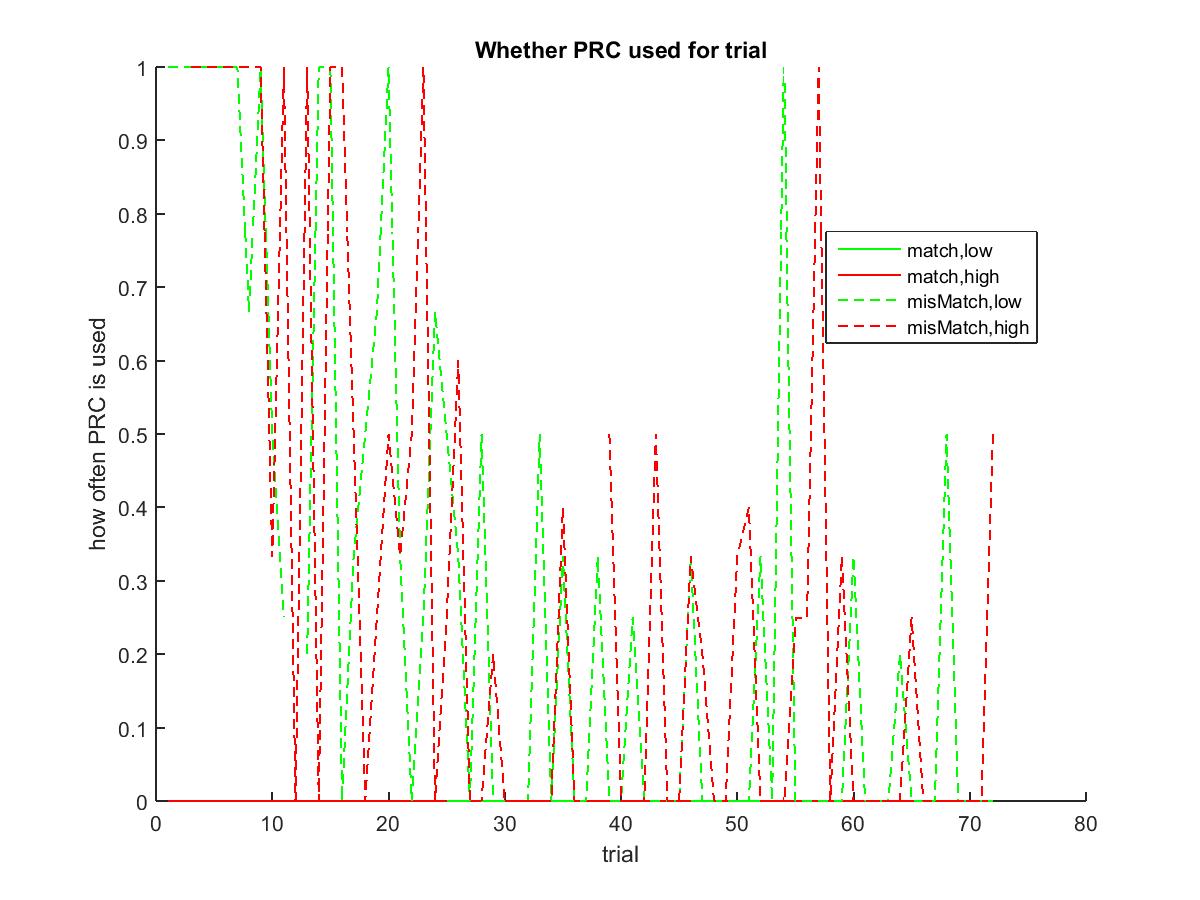 Whether PRC used for trial
how often PRC is used
1
0.9
0.8
0.7
0.6
0.5
0.4
0.3
0.2
0.1
0
match,low
match,high
misMatch,low
misMatch,high
0 10 20 30 40 50 60 70 80
trial